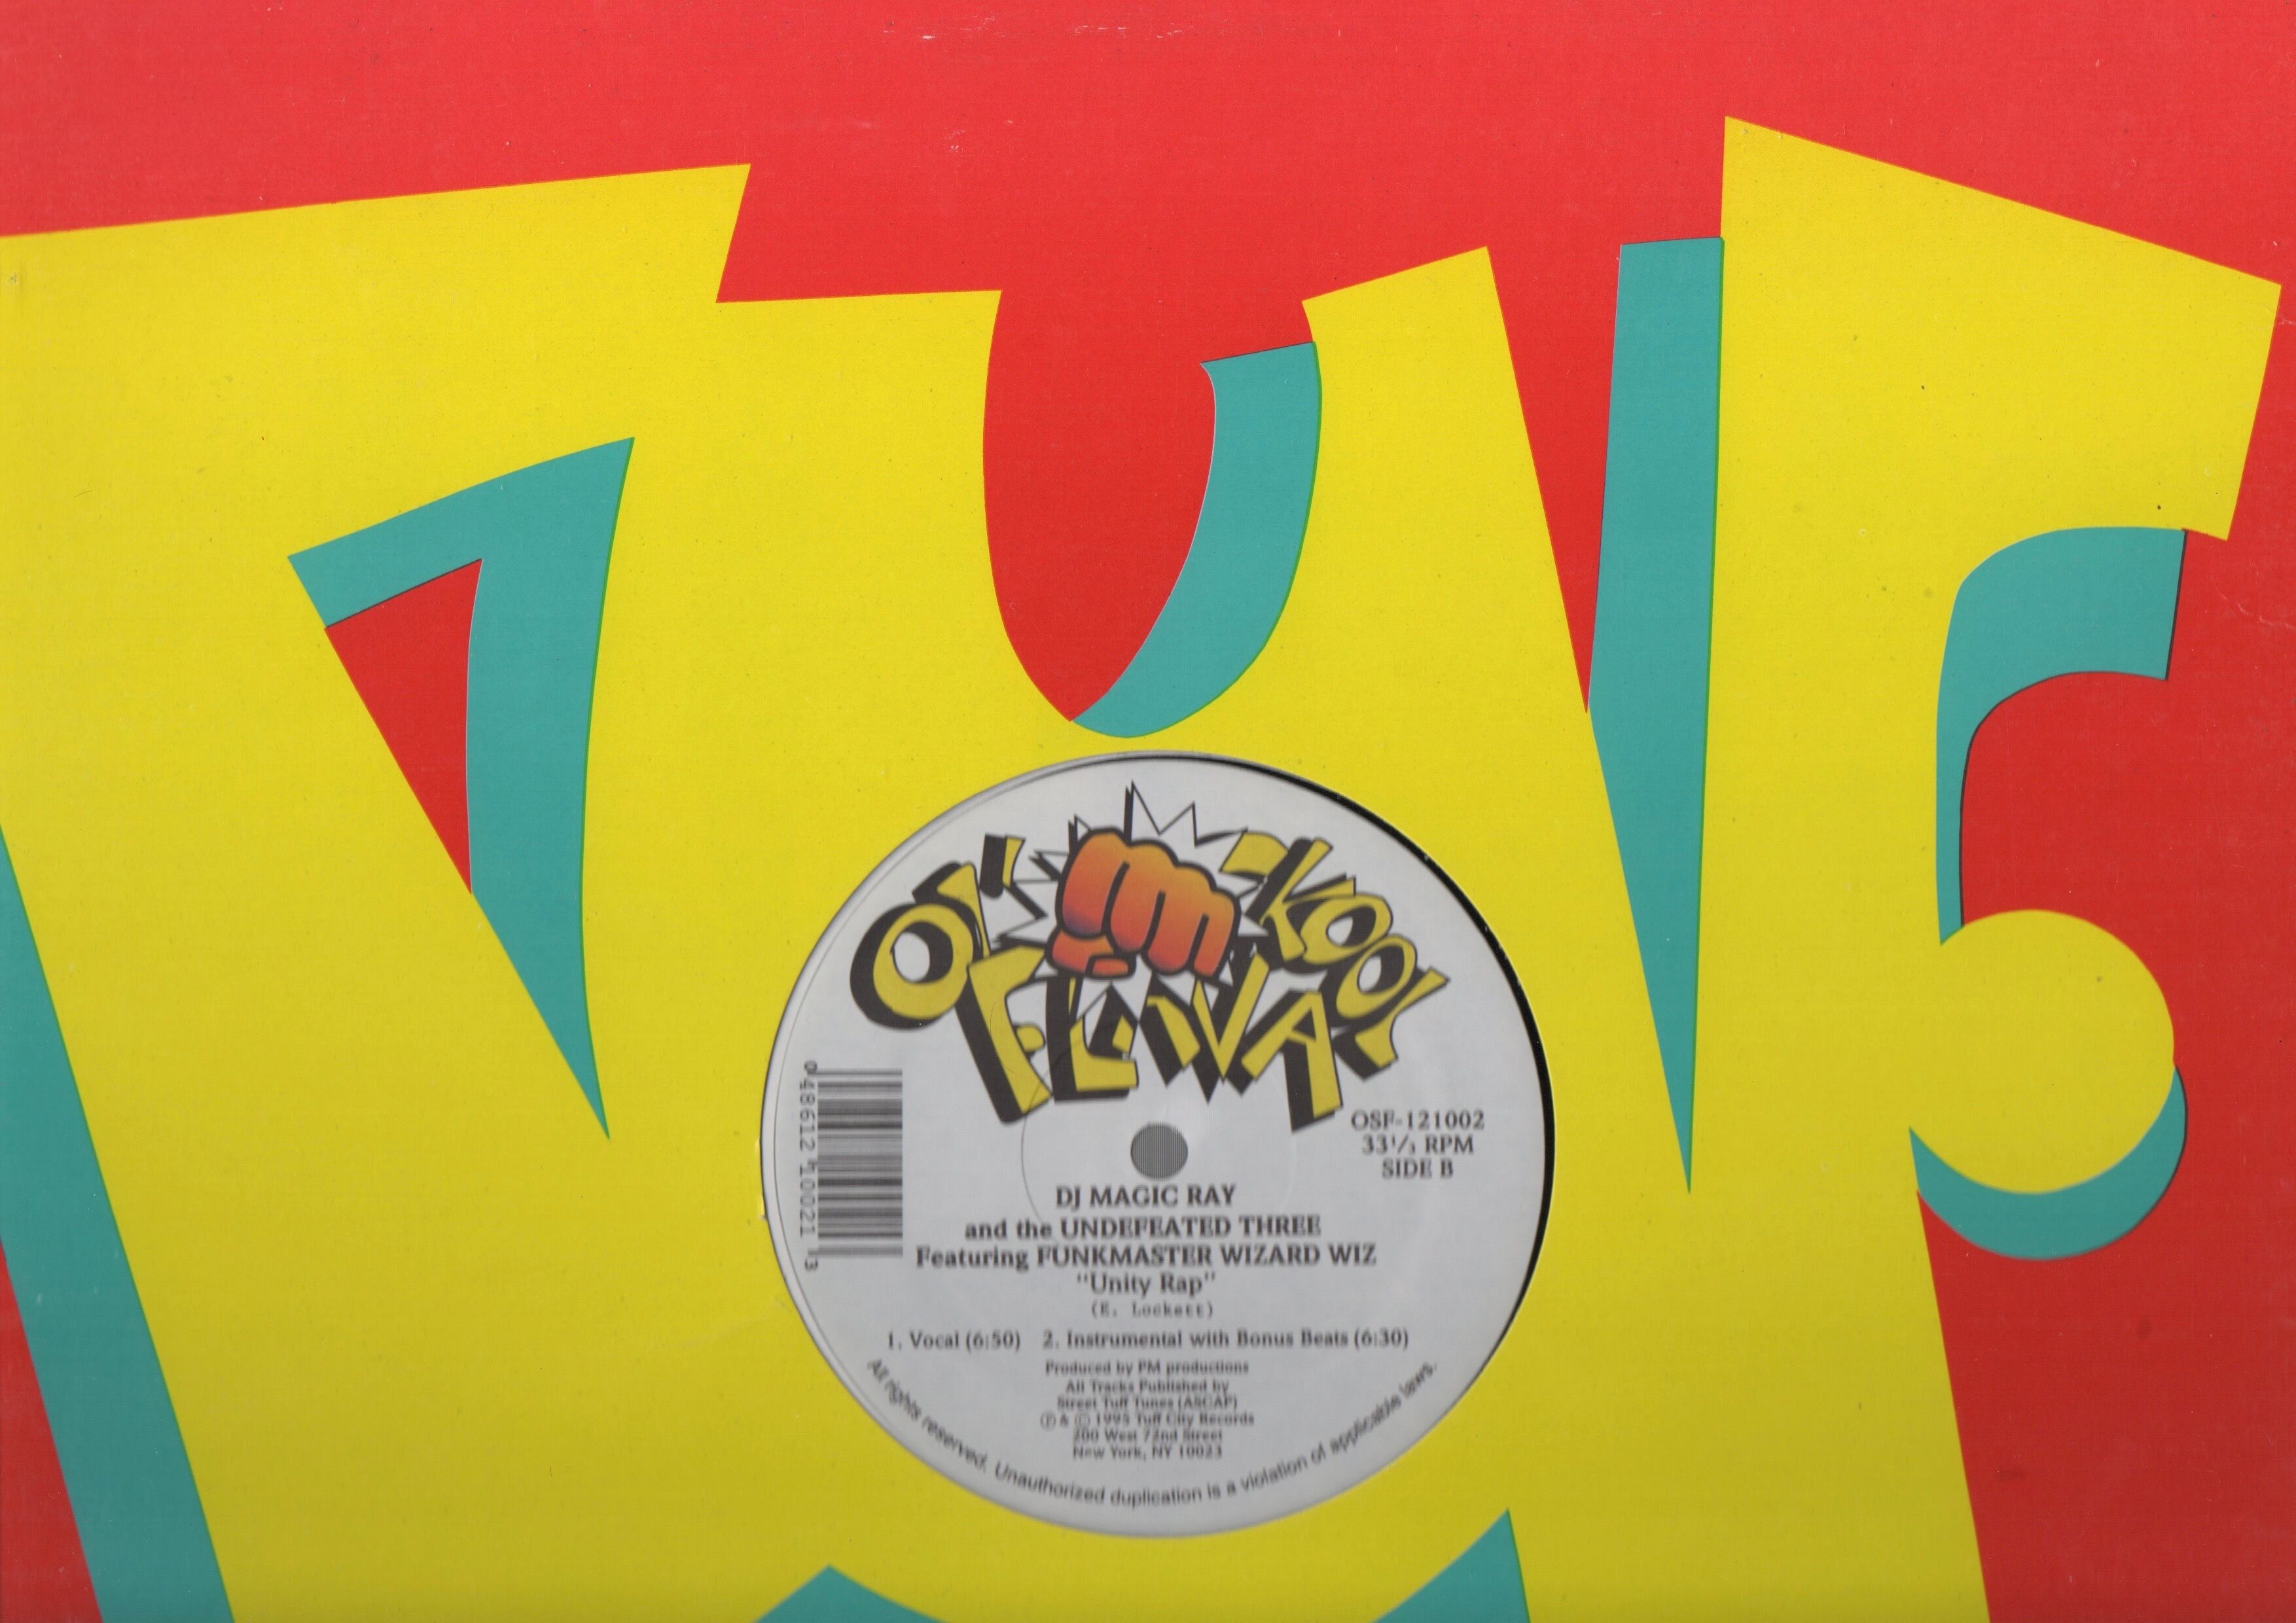 TUF
OL' SKOOL
FLAVA
OSF-121002
33 1/3 RPM
SIDE B
0 48612 10021 3
DJ MAGIC RAY
and the UNDEFEATED THREE
Featuring FUNKMASTER WIZARD WIZ
"Unity Rap"
(E. Lockett)
1. Vocal (6:50) 2. Instrumental with Bonus Beats (6:30)
Produced by PM productions
All Tracks Published by
Street Tuff Tunes (ASCAP)
℗ & © 1995 Tuff City Records
200 West 72nd Street
New York, NY 10023
All rights reserved. Unauthorized duplication is a violation of applicable laws.